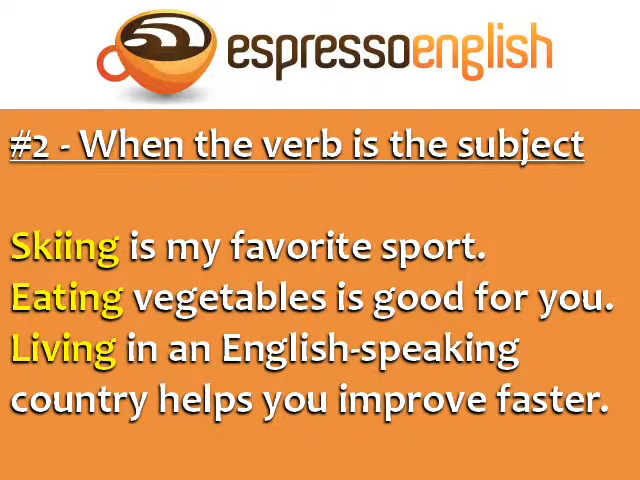 espressoenglish
#2 - When the verb is the subject
Skiing is my favorite sport.
Eating vegetables is good for you.
Living in an English-speaking
country helps you improve faster.